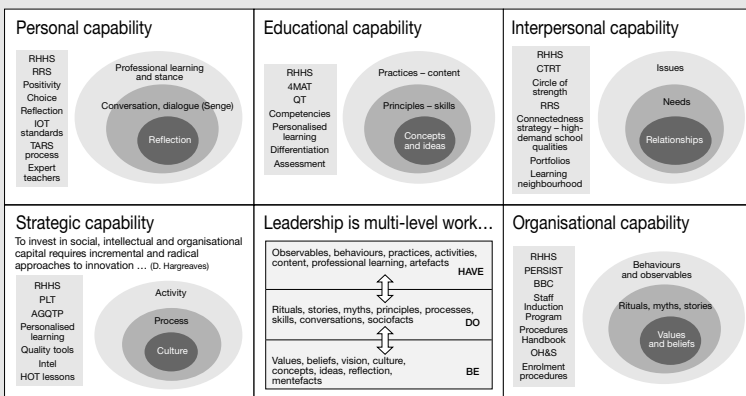 Personal capability
RHHS
RRS
Positivity
Choice
Reflection
IOT
standards
TARS
process
Expert
teachers
Professional learning
and stance
Conversation, dialogue (Senge)
Reflection
Educational capability
RHHS
4MAT
QT
Competencies
Personalised
learning
Differentiation
Assessment
Practices – content
Principles – skills
Concepts
and ideas
Interpersonal capability
RHHS
CTRT
Circle of
strength
RRS
Connectedness
strategy – high-
demand school
qualities
Portfolios
Learning
neighbourhood
Issues
Needs
Relationships
Strategic capability
To invest in social, intellectual and organisational
capital requires incremental and radical
approaches to innovation … (D. Hargreaves)
RHHS
PLT
AGQTP
Personalised
learning
Quality tools
Intel
HOT lessons
Activity
Process
Culture
Leadership is multi-level work…
Observables, behaviours, practices, activities,
content, professional learning, artefacts
HAVE
Rituals, stories, myths, principles, processes,
skills, conversations, sociofacts
DO
Values, beliefs, vision, culture,
concepts, ideas, reflection,
mentefacts
BE
Organisational capability
RHHS
PERSIST
BBC
Staff
Induction
Program
Procedures
Handbook
OH&S
Enrolment
procedures
Behaviours
and observables
Rituals, myths, stories
Values
and beliefs